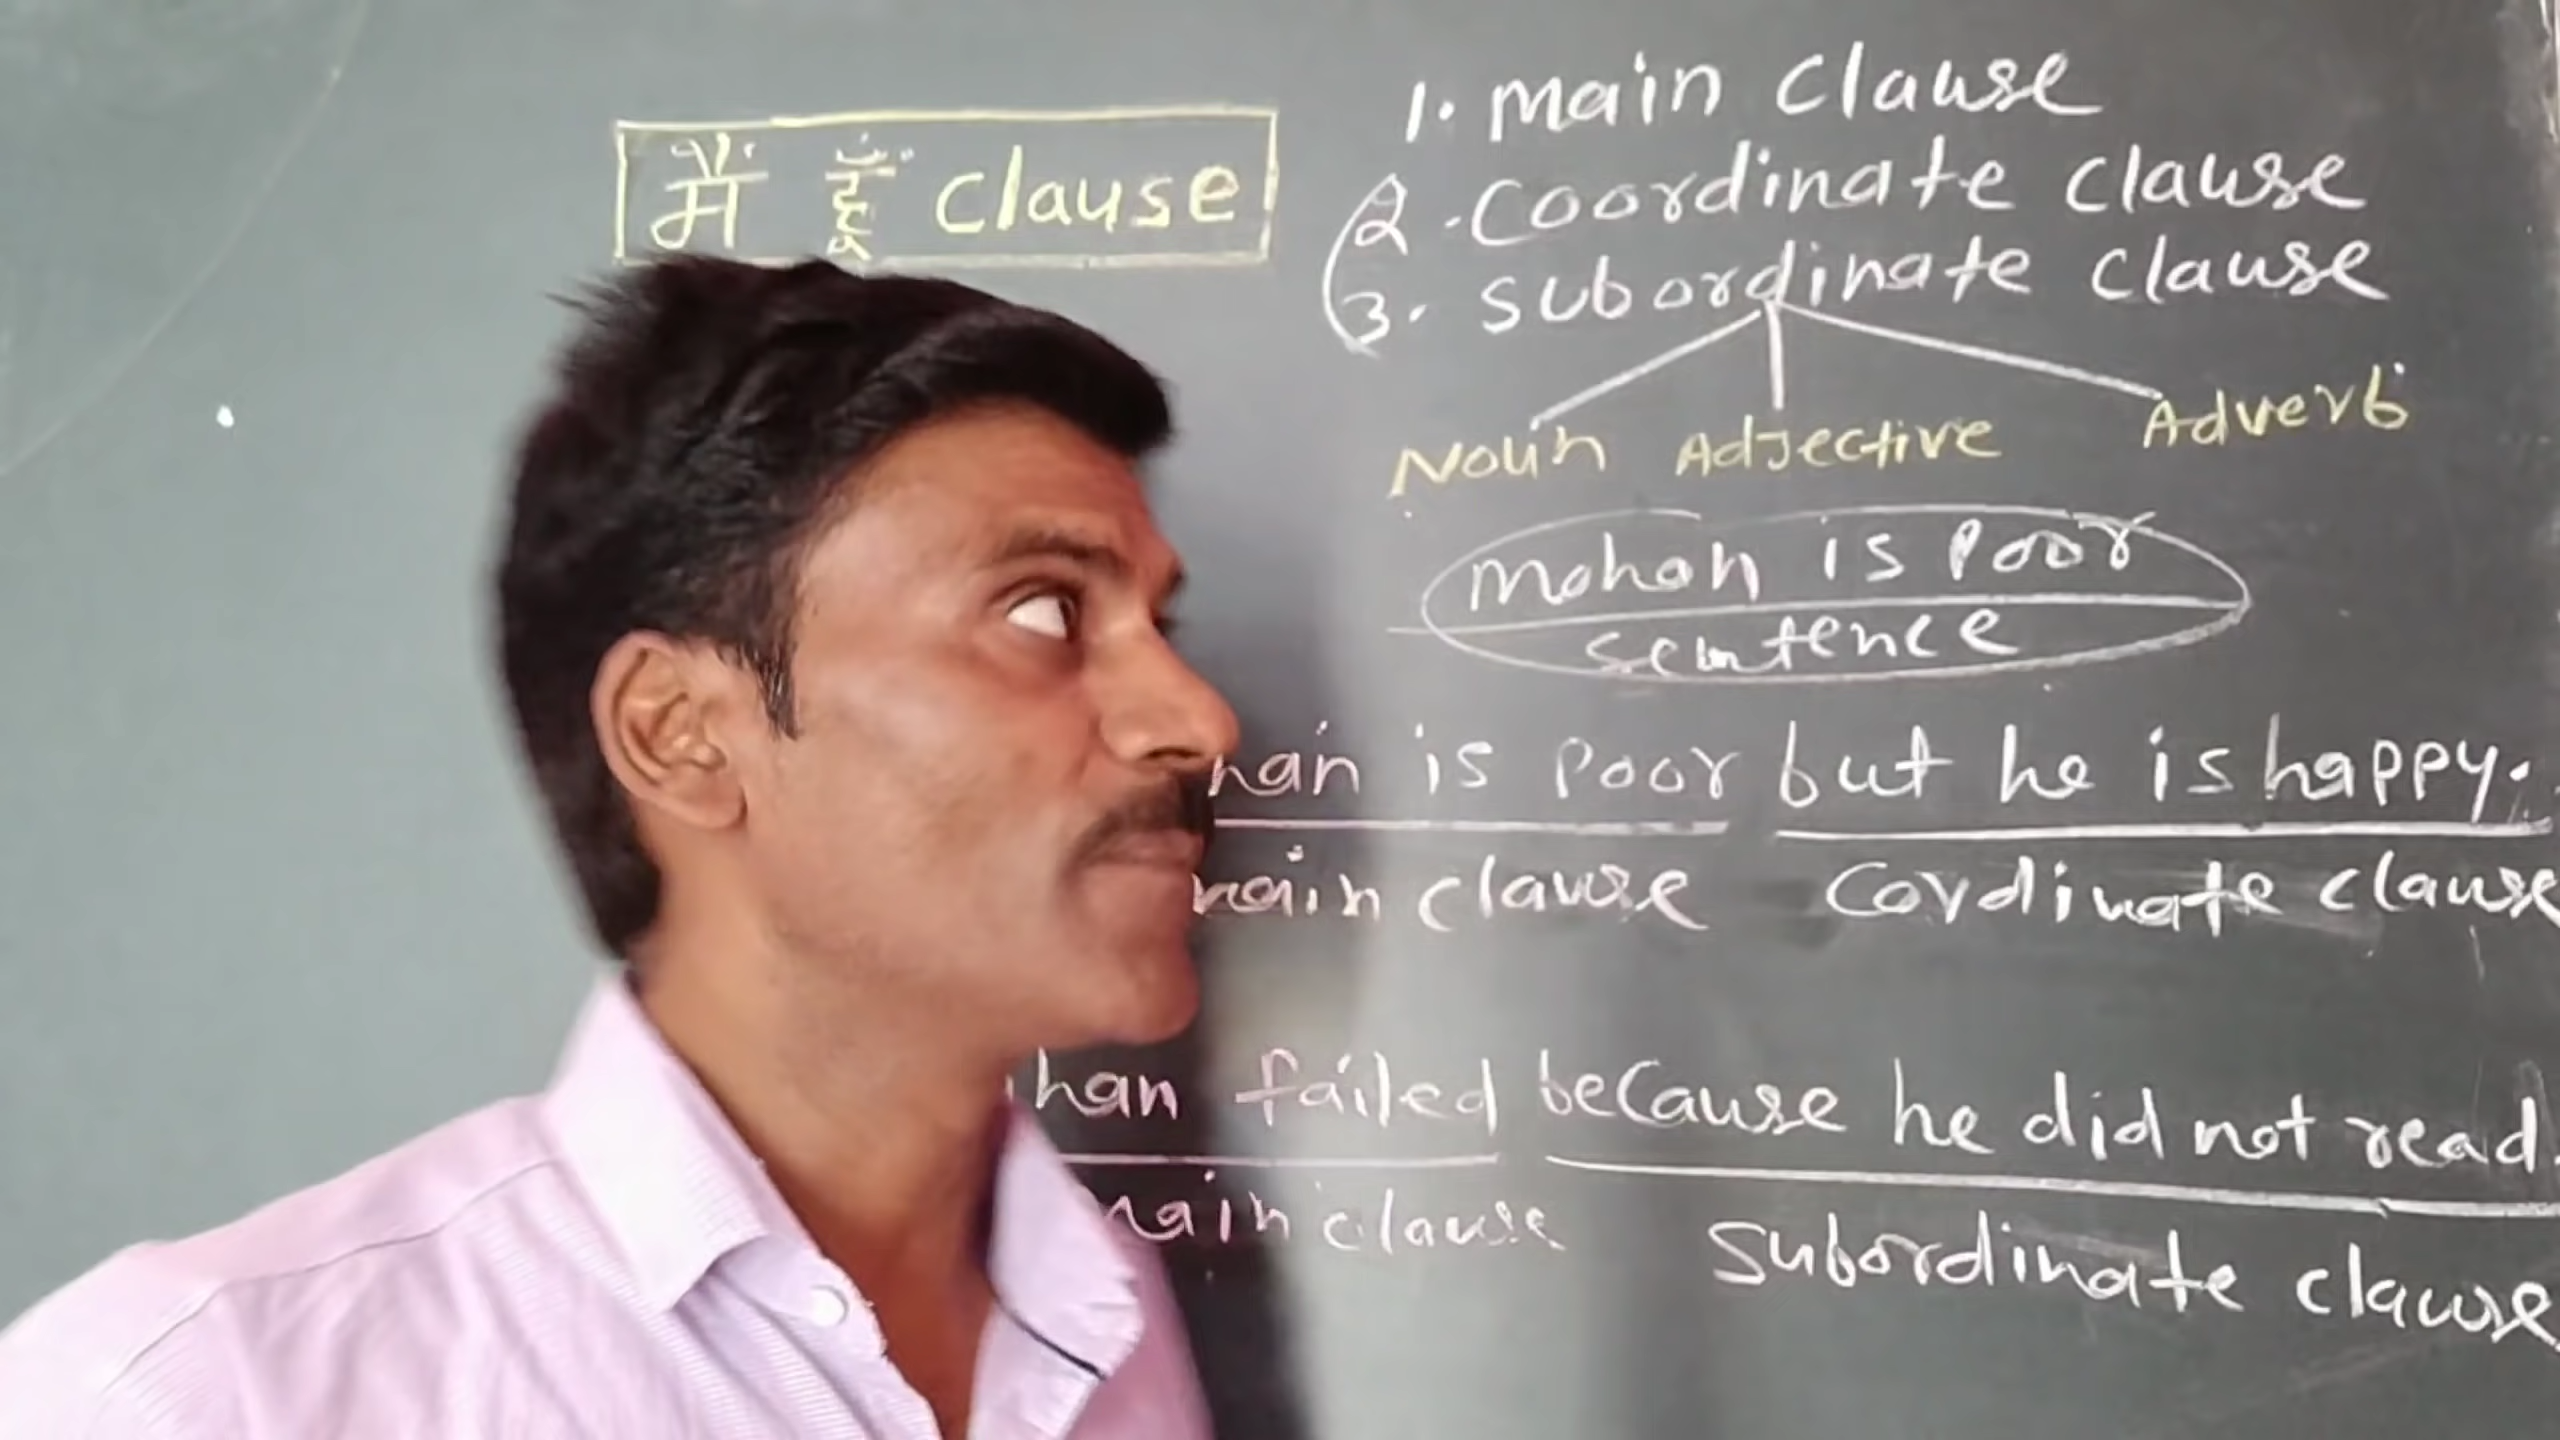 मैं हूँ clause
1. Main clause
2. Coordinate clause
3. Subordinate clause
Noun Adjective Adverb
Mohan is poor
sentence
han is poor but he is happy.
main clause Cordinate clause
han failed because he did not read.
main clause Subordinate clause